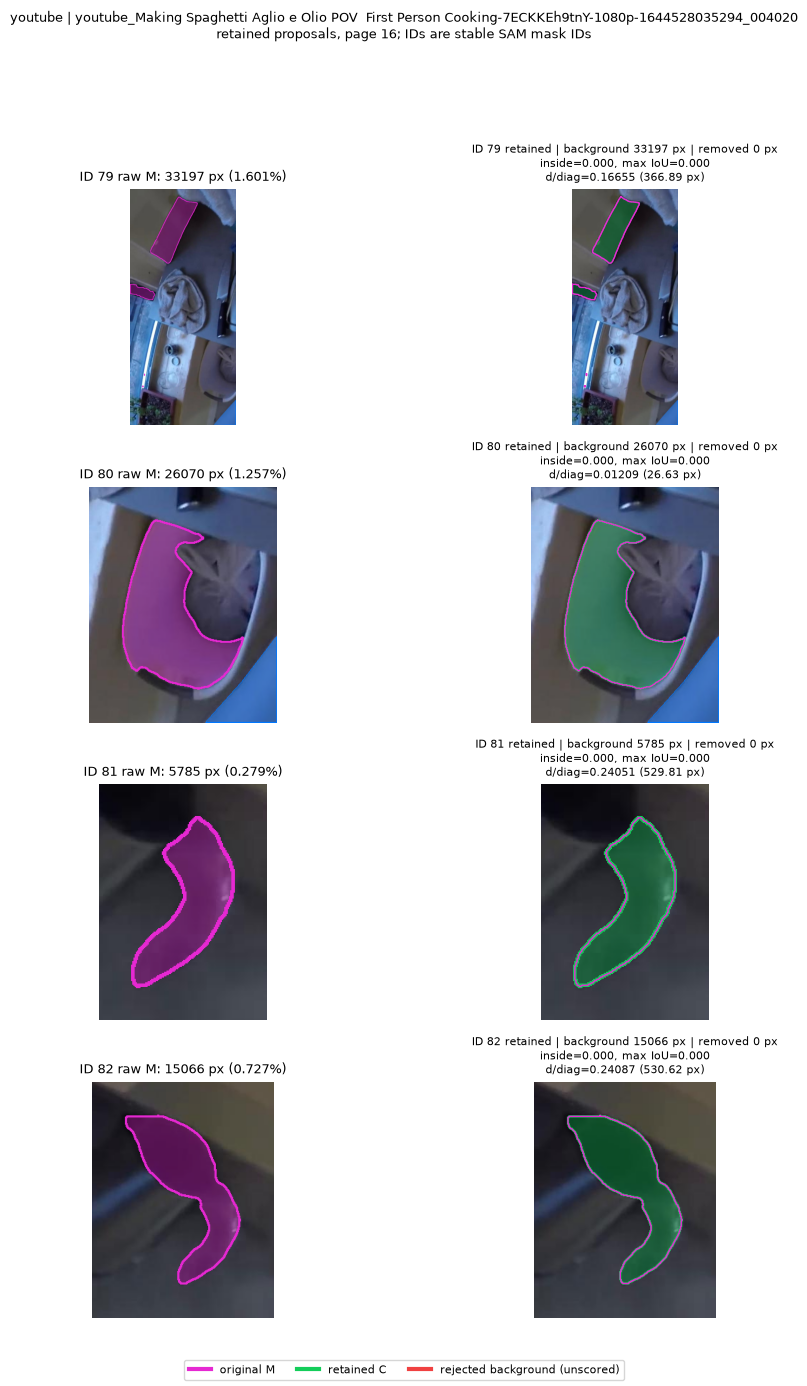 youtube | youtube_Making Spaghetti Aglio e Olio POV  First Person Cooking-7ECKKEh9tnY-1080p-1644528035294_004020
retained proposals, page 16; IDs are stable SAM mask IDs
ID 79 raw M: 33197 px (1.601%)
ID 79 retained | background 33197 px | removed 0 px
inside=0.000, max IoU=0.000
d/diag=0.16655 (366.89 px)
ID 80 raw M: 26070 px (1.257%)
ID 80 retained | background 26070 px | removed 0 px
inside=0.000, max IoU=0.000
d/diag=0.01209 (26.63 px)
ID 81 raw M: 5785 px (0.279%)
ID 81 retained | background 5785 px | removed 0 px
inside=0.000, max IoU=0.000
d/diag=0.24051 (529.81 px)
ID 82 raw M: 15066 px (0.727%)
ID 82 retained | background 15066 px | removed 0 px
inside=0.000, max IoU=0.000
d/diag=0.24087 (530.62 px)
original M
retained C
rejected background (unscored)